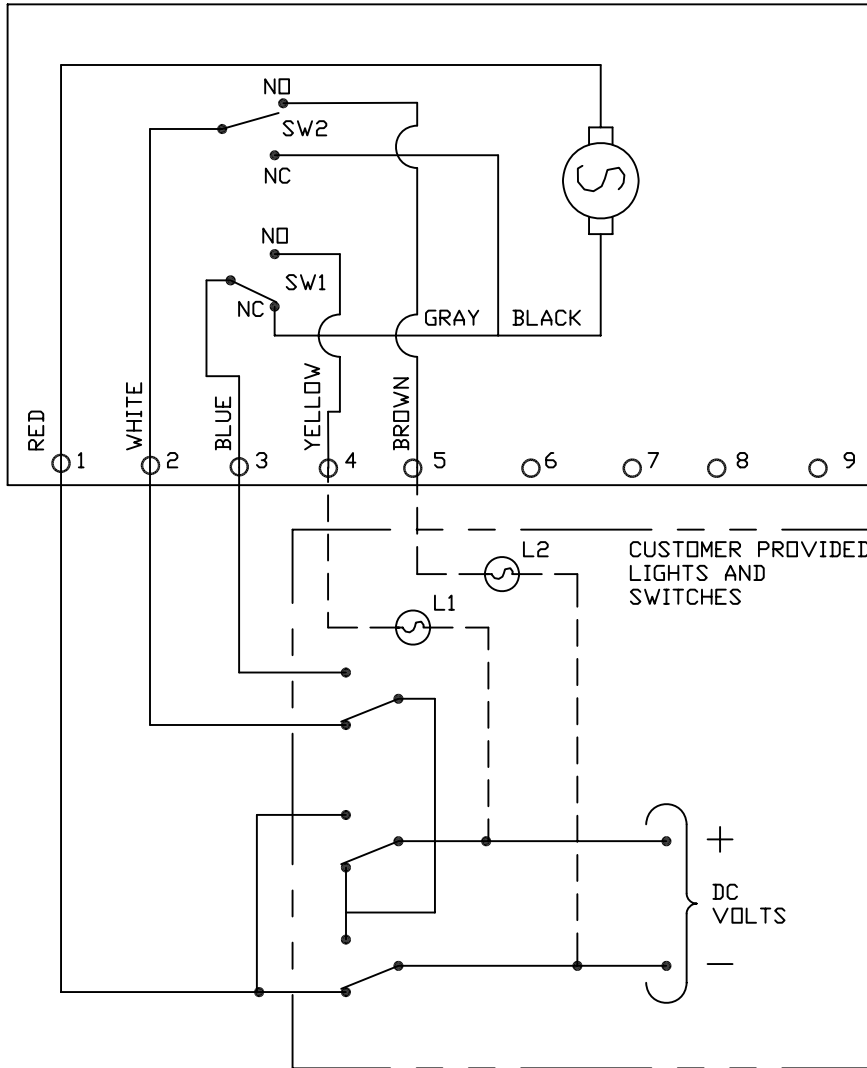 NO
SW2
NC
NO
SW1
NC
GRAY BLACK
RED
WHITE
BLUE
YELLOW
BROWN
1 2 3 4 5 6 7 8 9
L2
CUSTOMER PROVIDED
LIGHTS AND
SWITCHES
L1
+
DC
VOLTS
—